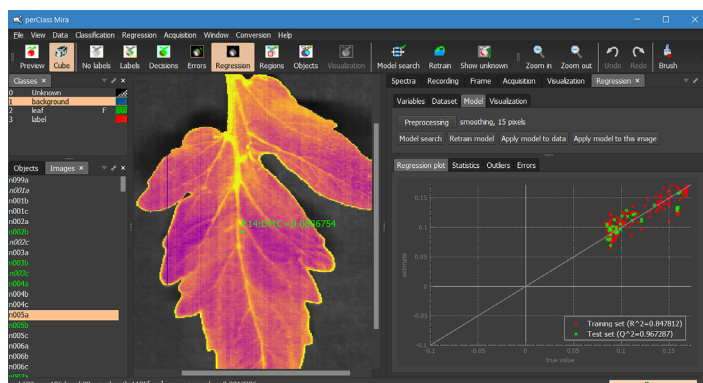 perClass Mira
File View Data Classification Regression Acquisition Window Conversion Help
Preview Cube No labels Labels Decisions Errors Regression Regions Objects Visualization Model search Retrain Show unknown Zoom in Zoom out Undo Redo Brush
Classes ×
0 Unknown
1 background
2 leaf F
3 label
Objects Images ×
n099a
n001a
n001b
n001c
n002a
n002b
n002c
n003a
n003b
n003c
n004a
n004b
n004c
n005a
n005b
n005c
n006a
n006b
n006c
Spectra Recording Frame Acquisition Visualization Regression ×
Variables Dataset Model Visualization
Preprocessing smoothing, 15 pixels
Model search Retrain model Apply model to data Apply model to this image
Regression plot Statistics Outliers Errors
0.15
0.1
0.05
0
-0.05
-0.1
estimate
-0.1 -0.05 0 0.05 0.1 0.15
true value
Training set (R^2=0.847812)
Test set (Q^2=0.967287)